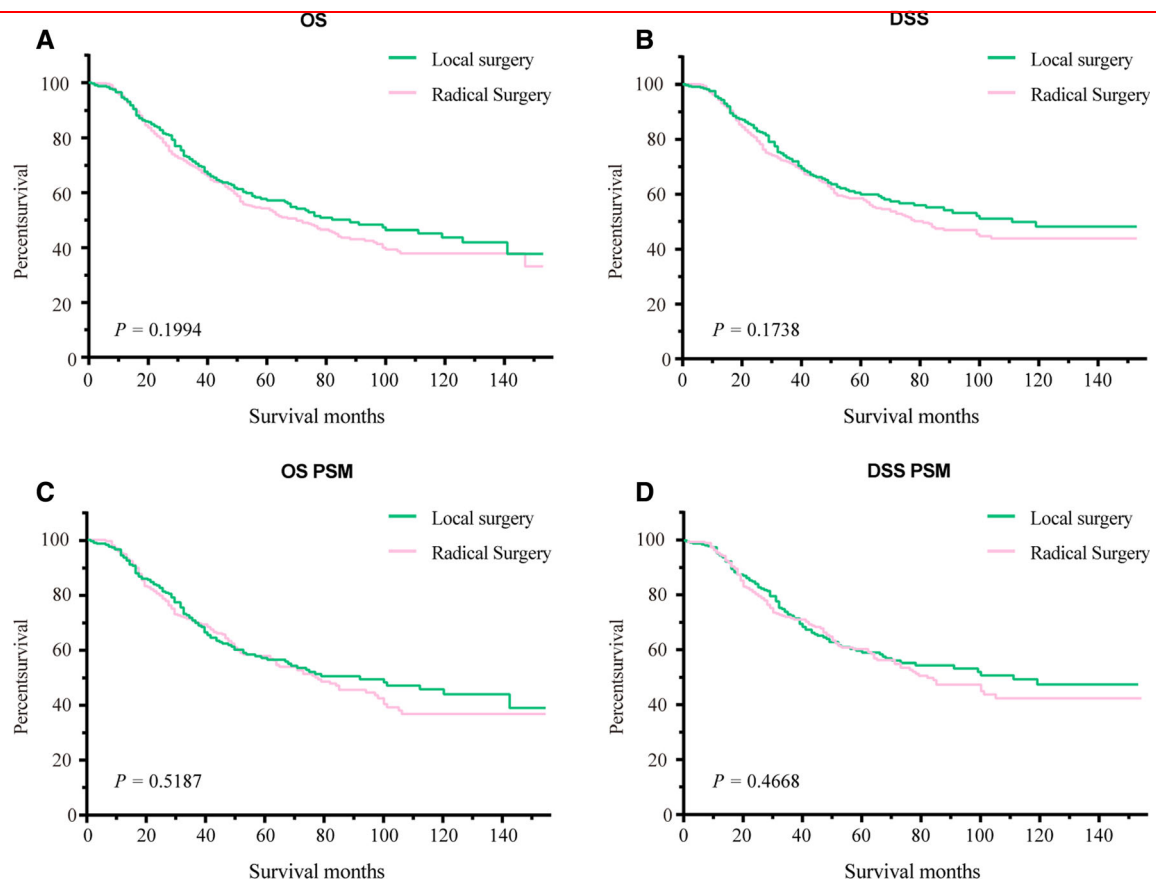 OS
A
Local surgery
Radical Surgery
100
80
60
40
20
0
Percentsurvival
P = 0.1994
0 20 40 60 80 100 120 140
Survival months
DSS
B
Local surgery
Radical Surgery
100
80
60
40
20
0
Percentsurvival
P = 0.1738
0 20 40 60 80 100 120 140
Survival months
OS PSM
C
Local surgery
Radical Surgery
100
80
60
40
20
0
Percentsurvival
P = 0.5187
0 20 40 60 80 100 120 140
Survival months
DSS PSM
D
Local surgery
Radical Surgery
100
80
60
40
20
0
Percentsurvival
P = 0.4668
0 20 40 60 80 100 120 140
Survival months